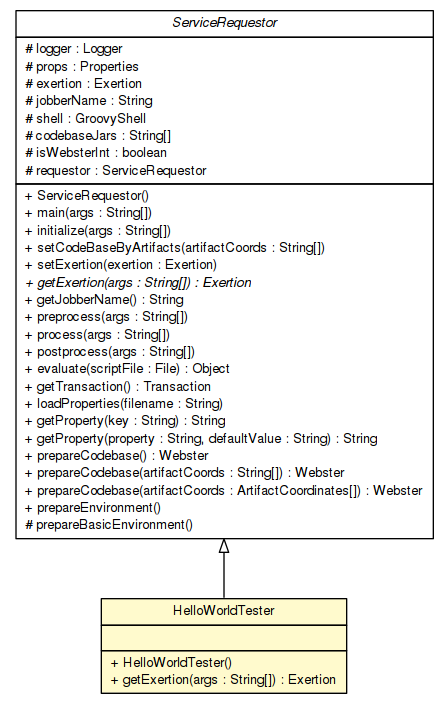 ServiceRequestor
# logger : Logger
# props : Properties
# exertion : Exertion
# jobberName : String
# shell : GroovyShell
# codebaseJars : String[]
# isWebsterInt : boolean
# requestor : ServiceRequestor
+ ServiceRequestor()
+ main(args : String[])
+ initialize(args : String[])
+ setCodeBaseByArtifacts(artifactCoords : String[])
+ setExertion(exertion : Exertion)
+ getExertion(args : String[]) : Exertion
+ getJobberName() : String
+ preprocess(args : String[])
+ process(args : String[])
+ postprocess(args : String[])
+ evaluate(scriptFile : File) : Object
+ getTransaction() : Transaction
+ loadProperties(filename : String)
+ getProperty(key : String) : String
+ getProperty(property : String, defaultValue : String) : String
+ prepareCodebase() : Webster
+ prepareCodebase(artifactCoords : String[]) : Webster
+ prepareCodebase(artifactCoords : ArtifactCoordinates[]) : Webster
+ prepareEnvironment()
# prepareBasicEnvironment()
HelloWorldTester
+ HelloWorldTester()
+ getExertion(args : String[]) : Exertion